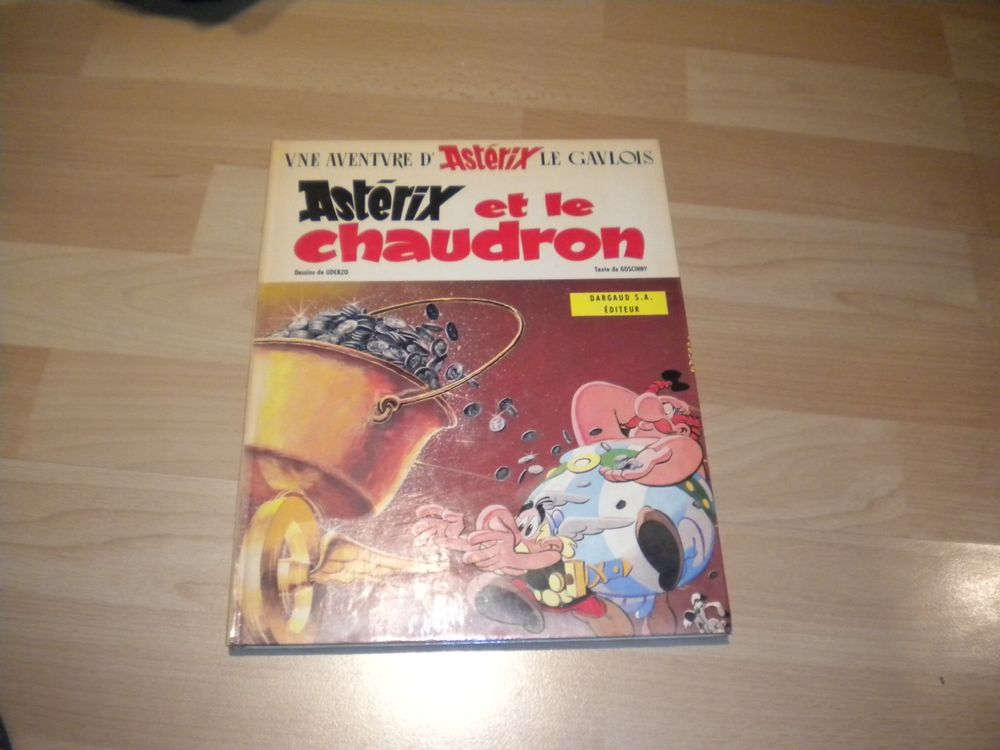 VNE AVENTVRE D' Astérix LE GAVLOIS
Astérix et le
chaudron
Dessins de UDERZO
Texte de GOSCINNY
DARGAUD S.A.
ÉDITEUR